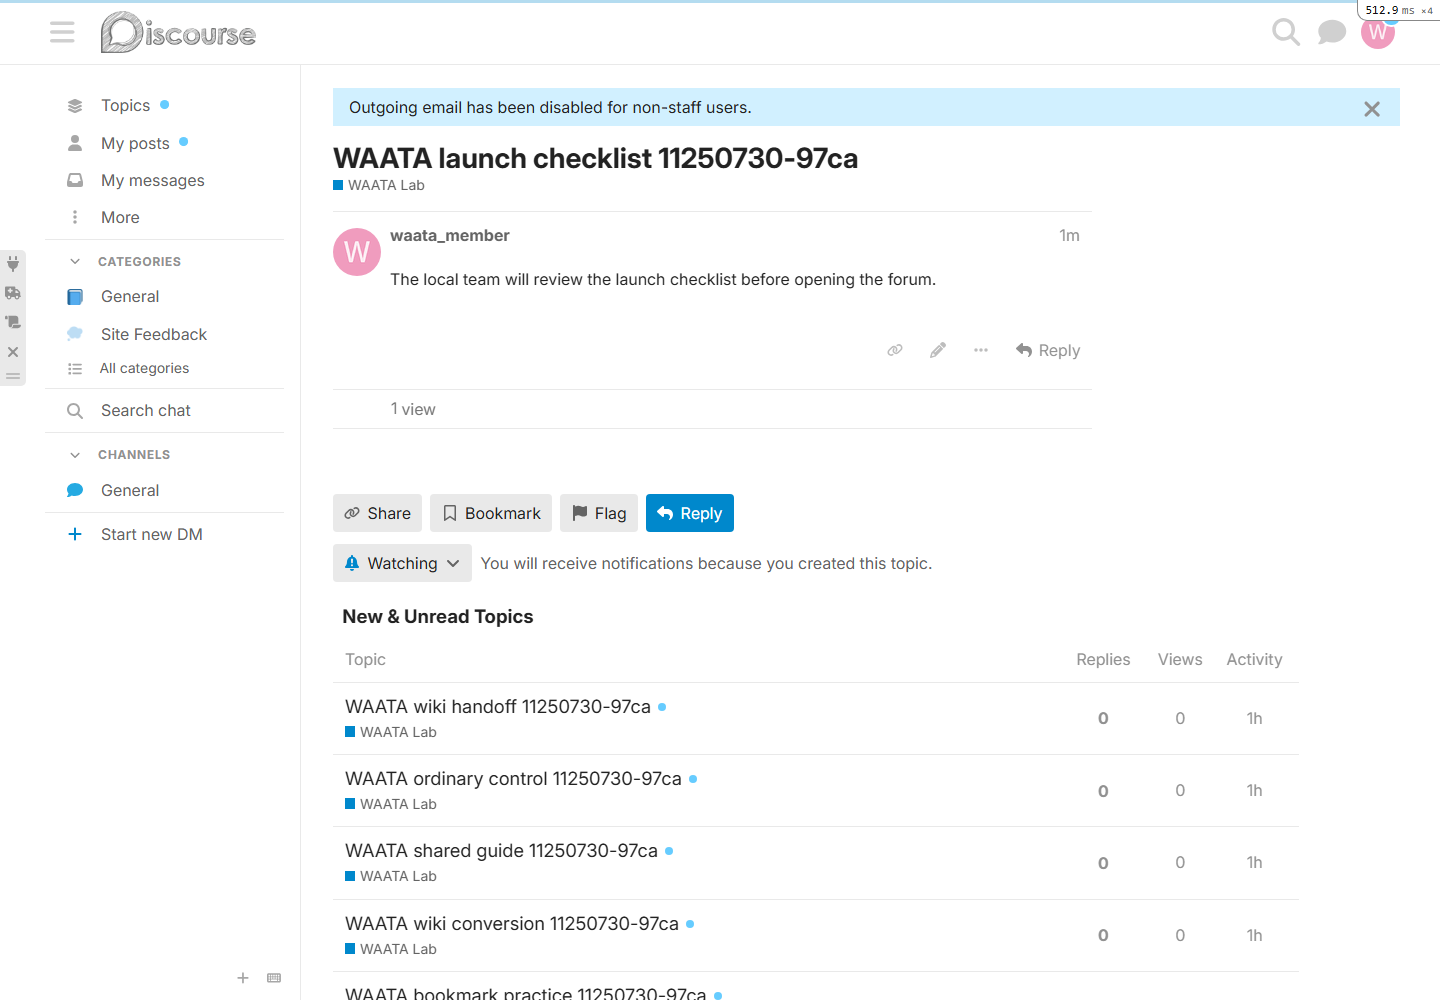 512.9 ms ×4
Discourse
W
Topics
My posts
My messages
More
CATEGORIES
General
Site Feedback
All categories
Search chat
CHANNELS
General
Start new DM
Outgoing email has been disabled for non-staff users.
WAATA launch checklist 11250730-97ca
WAATA Lab
W
waata_member
1m
The local team will review the launch checklist before opening the forum.
Reply
1 view
Share
Bookmark
Flag
Reply
Watching
You will receive notifications because you created this topic.
New & Unread Topics
Topic Replies Views Activity
WAATA wiki handoff 11250730-97ca
WAATA Lab
0 0 1h
WAATA ordinary control 11250730-97ca
WAATA Lab
0 0 1h
WAATA shared guide 11250730-97ca
WAATA Lab
0 0 1h
WAATA wiki conversion 11250730-97ca
WAATA Lab
0 0 1h
WAATA bookmark practice 11250730-97ca